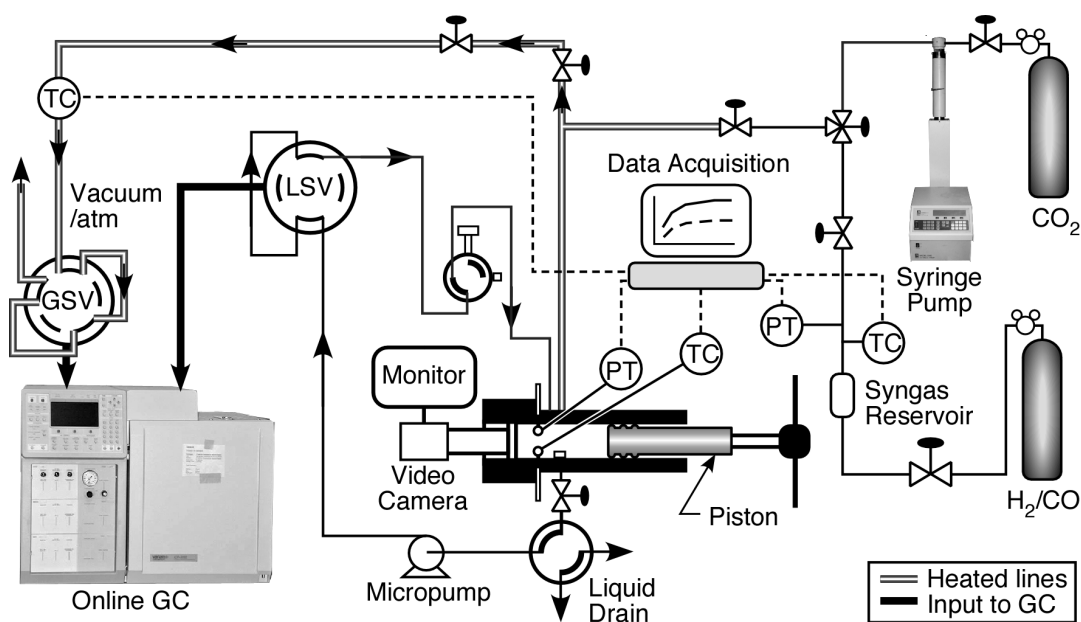 TC
Vacuum
/atm
LSV
Data Acquisition
CO2
Syringe
Pump
GSV
PT
TC
PT
TC
Monitor
Syngas
Reservoir
Video
Camera
Piston
H2/CO
Micropump
Liquid
Drain
Online GC
Heated lines
Input to GC